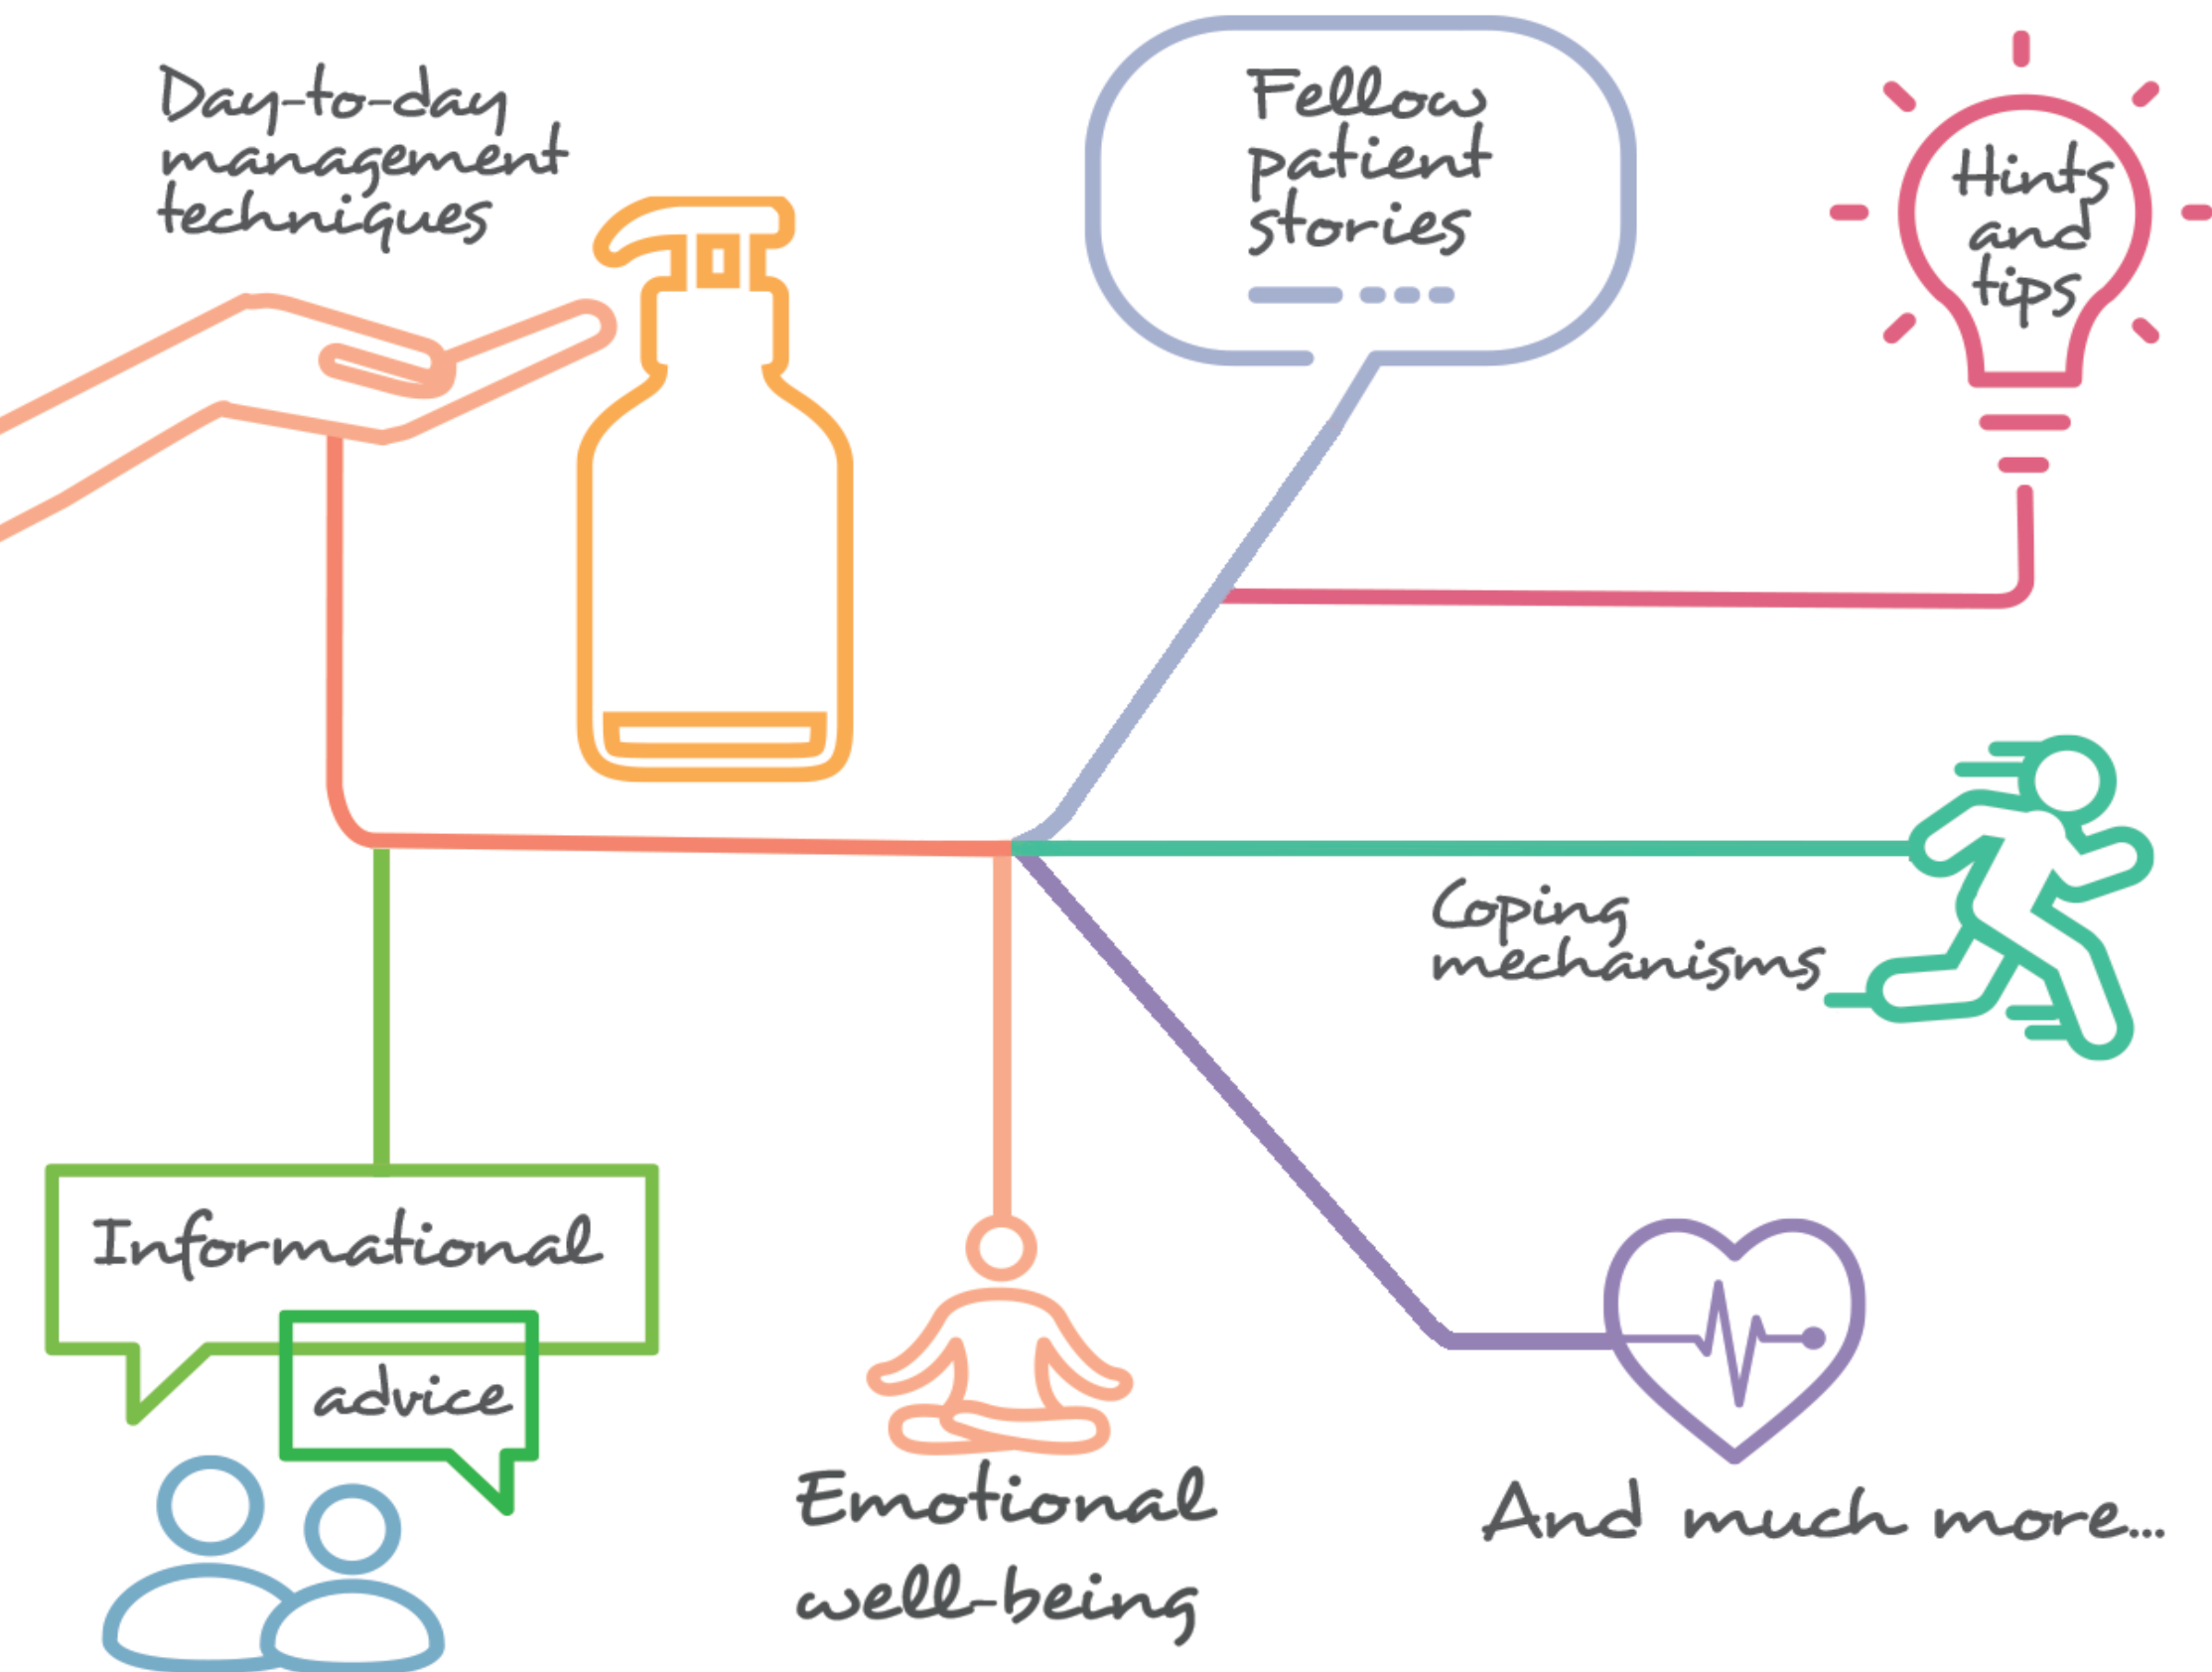 Day-to-day
management
techniques
Fellow
patient
stories
Hints
and
tips
Coping
mechanisms
Informational
advice
Emotional
well-being
And much more...